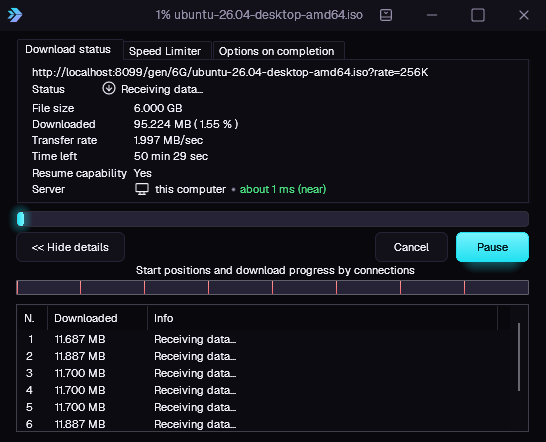 1% ubuntu-26.04-desktop-amd64.iso
Download status Speed Limiter Options on completion
http://localhost:8099/gen/6G/ubuntu-26.04-desktop-amd64.iso?rate=256K
Status Receiving data...
File size 6.000 GB
Downloaded 95.224 MB ( 1.55 % )
Transfer rate 1.997 MB/sec
Time left 50 min 29 sec
Resume capability Yes
Server this computer • about 1 ms (near)
<< Hide details Cancel Pause
Start positions and download progress by connections
N. Downloaded Info
1 11.687 MB Receiving data...
2 11.887 MB Receiving data...
3 11.700 MB Receiving data...
4 11.700 MB Receiving data...
5 11.700 MB Receiving data...
6 11.887 MB Receiving data...